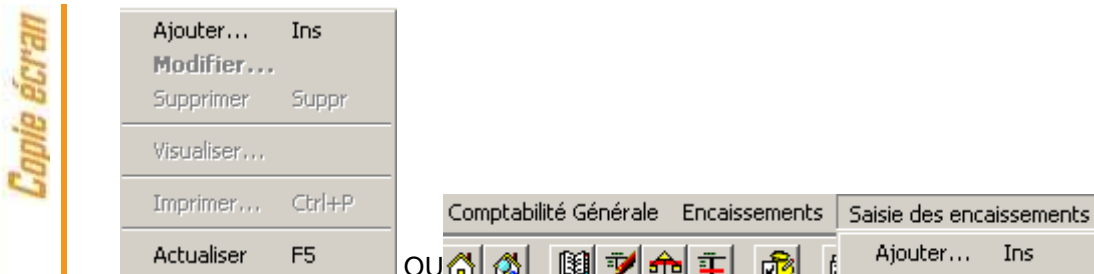 Copie écran
Ajouter... Ins
Modifier...
Supprimer Suppr
Visualiser...
Imprimer... Ctrl+P
Actualiser F5
OU
Comptabilité Générale Encaissements Saisie des encaissements
Ajouter... Ins